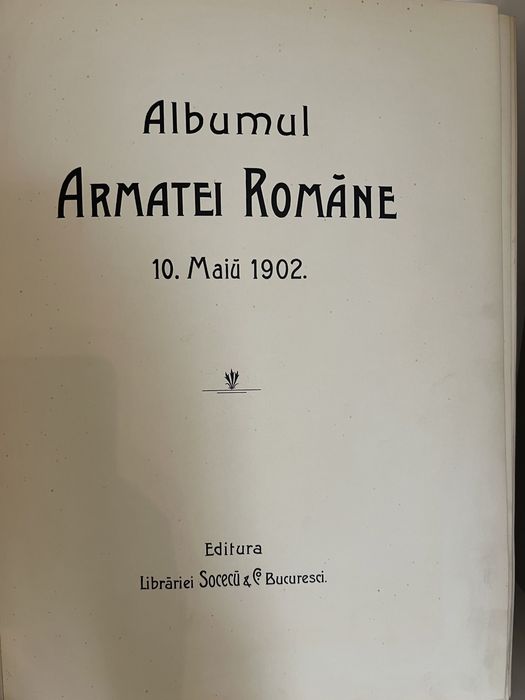 Albumul
ARMATEI ROMÂNE
10. Maiŭ 1902.
Editura
Librăriei Socecŭ & Co. Bucuresci.